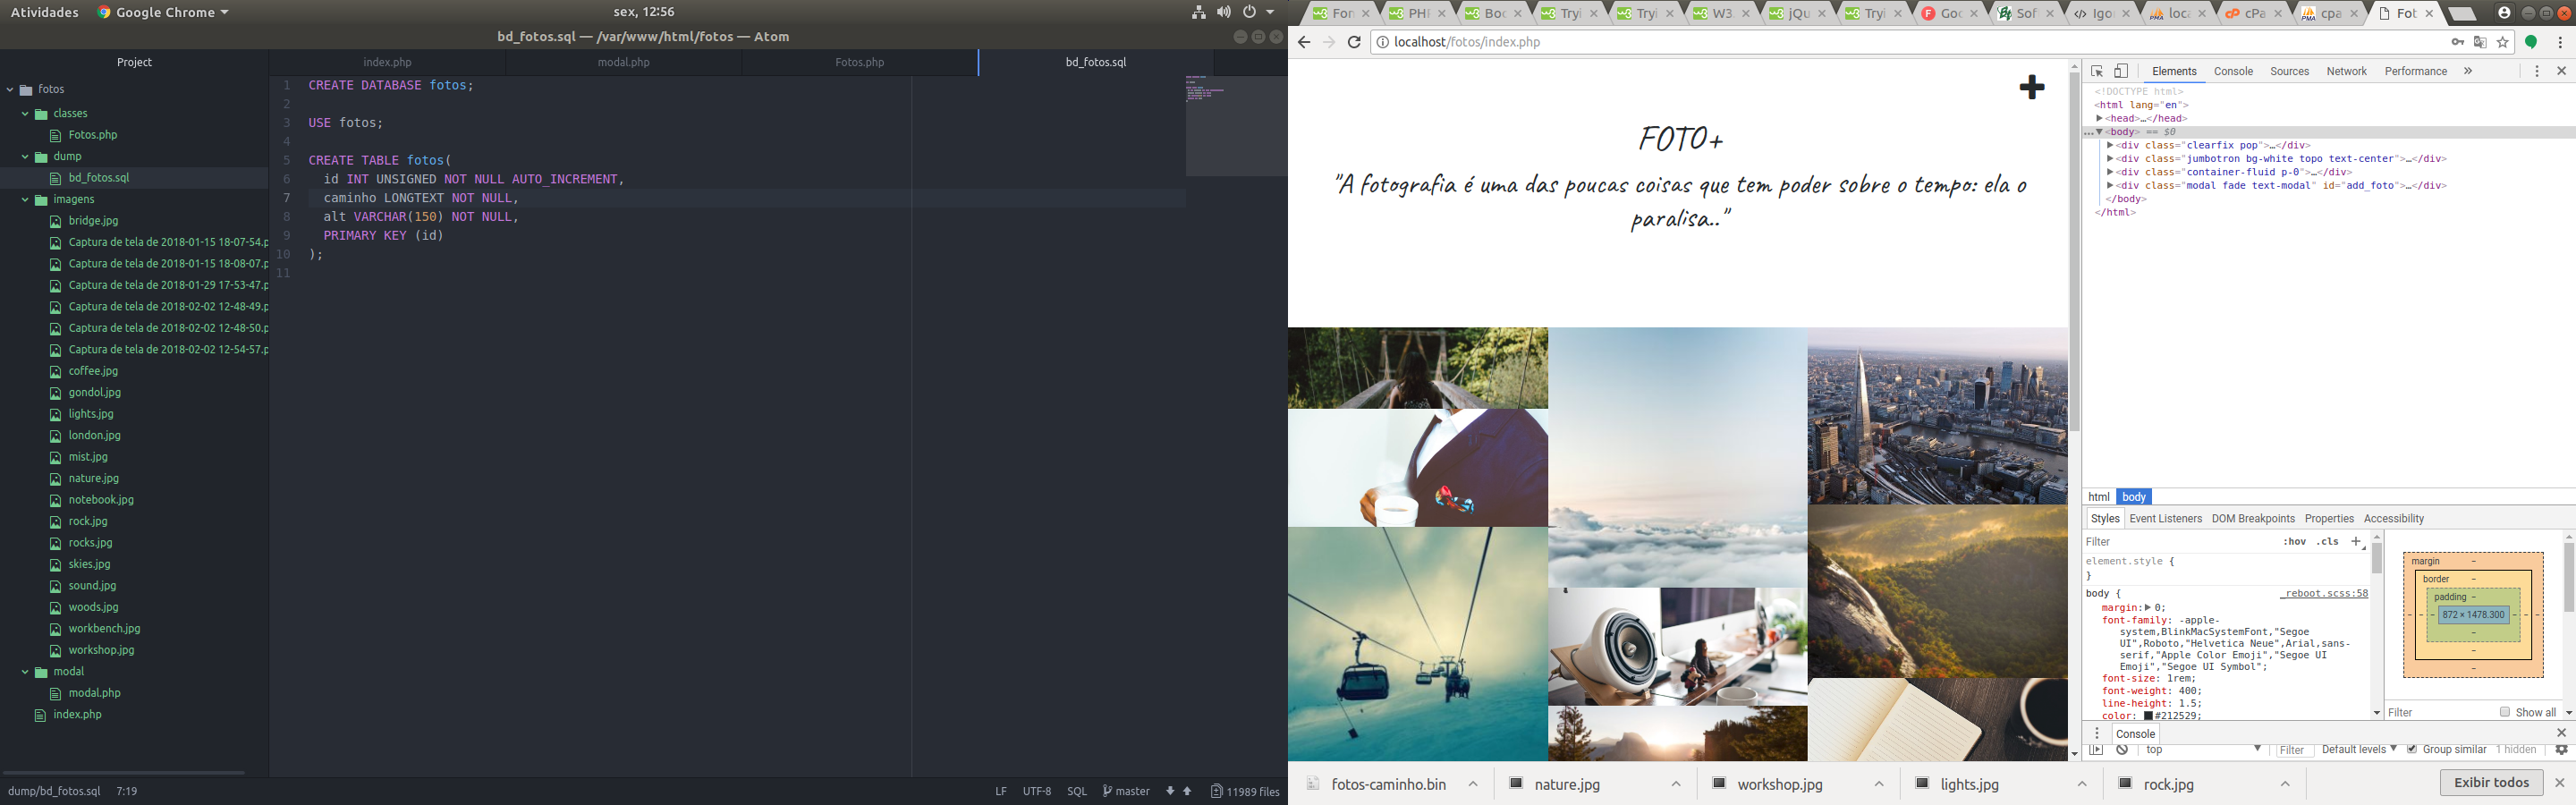 Atividades
Google Chrome
sex, 12:56
bd_fotos.sql — /var/www/html/fotos — Atom
Project
index.php
modal.php
Fotos.php
bd_fotos.sql
fotos
classes
Fotos.php
dump
bd_fotos.sql
imagens
bridge.jpg
Captura de tela de 2018-01-15 18-07-54.p
Captura de tela de 2018-01-15 18-08-07.p
Captura de tela de 2018-01-29 17-53-47.p
Captura de tela de 2018-02-02 12-48-49.p
Captura de tela de 2018-02-02 12-48-50.p
Captura de tela de 2018-02-02 12-54-57.p
coffee.jpg
gondol.jpg
lights.jpg
london.jpg
mist.jpg
nature.jpg
notebook.jpg
rock.jpg
rocks.jpg
skies.jpg
sound.jpg
woods.jpg
workbench.jpg
workshop.jpg
modal
modal.php
index.php
1 CREATE DATABASE fotos;
2
3 USE fotos;
4
5 CREATE TABLE fotos(
6 id INT UNSIGNED NOT NULL AUTO_INCREMENT,
7 caminho LONGTEXT NOT NULL,
8 alt VARCHAR(150) NOT NULL,
9 PRIMARY KEY (id)
10 );
11
dump/bd_fotos.sql 7:19
LF UTF-8 SQL master 11989 files
Fon PHP Boo Tryi Tryi W3. jQu Tryi Goo Sof Igor loca cPa cpa Fot
localhost/fotos/index.php
FOTO+
"A fotografia é uma das poucas coisas que tem poder sobre o tempo: ela o
paralisa.."
Elements Console Sources Network Performance
<!DOCTYPE html>
<html lang="en">
<head>…</head>
<body> == $0
<div class="clearfix pop">…</div>
<div class="jumbotron bg-white topo text-center">…</div>
<div class="container-fluid p-0">…</div>
<div class="modal fade text-modal" id="add_foto">…</div>
</body>
</html>
html body
Styles Event Listeners DOM Breakpoints Properties Accessibility
Filter :hov .cls +
element.style {
}
body { _reboot.scss:58
margin: 0;
font-family: -apple-
system,BlinkMacSystemFont,"Segoe
UI",Roboto,"Helvetica Neue",Arial,sans-
serif,"Apple Color Emoji","Segoe UI
Emoji","Segoe UI Symbol";
font-size: 1rem;
font-weight: 400;
line-height: 1.5;
color: #212529;
margin
border
padding
872 × 1478.300
Filter Show all
Console
top Filter Default levels Group similar 1 hidden
fotos-caminho.bin
nature.jpg
workshop.jpg
lights.jpg
rock.jpg
Exibir todos